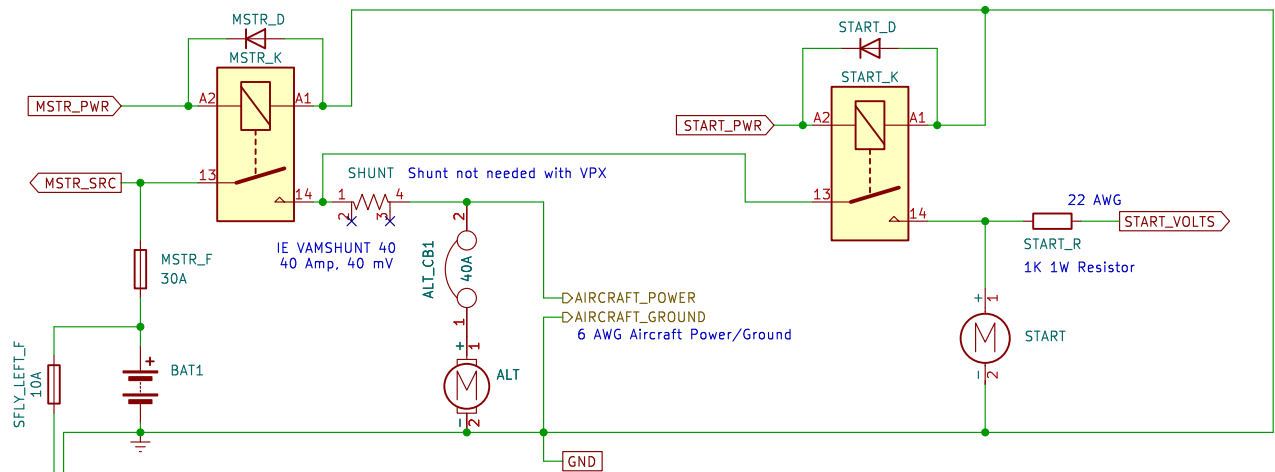 MSTR_D
MSTR_K
MSTR_PWR
A2
A1
MSTR_SRC
13
14
SHUNT
Shunt not needed with VPX
1
4
2
3
IE VAMSHUNT 40
40 Amp, 40 mV
START_D
START_K
START_PWR
A2
A1
13
14
22 AWG
START_VOLTS
START_R
1K 1W Resistor
MSTR_F
30A
SFLY_LEFT_F
10A
+
BAT1
2
ALT_CB1
40A
1
+
1
M
ALT
-
2
AIRCRAFT_POWER
AIRCRAFT_GROUND
6 AWG Aircraft Power/Ground
GND
+
1
M
START
-
2